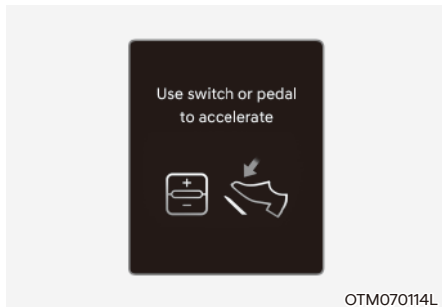 Use switch or pedal
to accelerate
+
−
OTM070114L